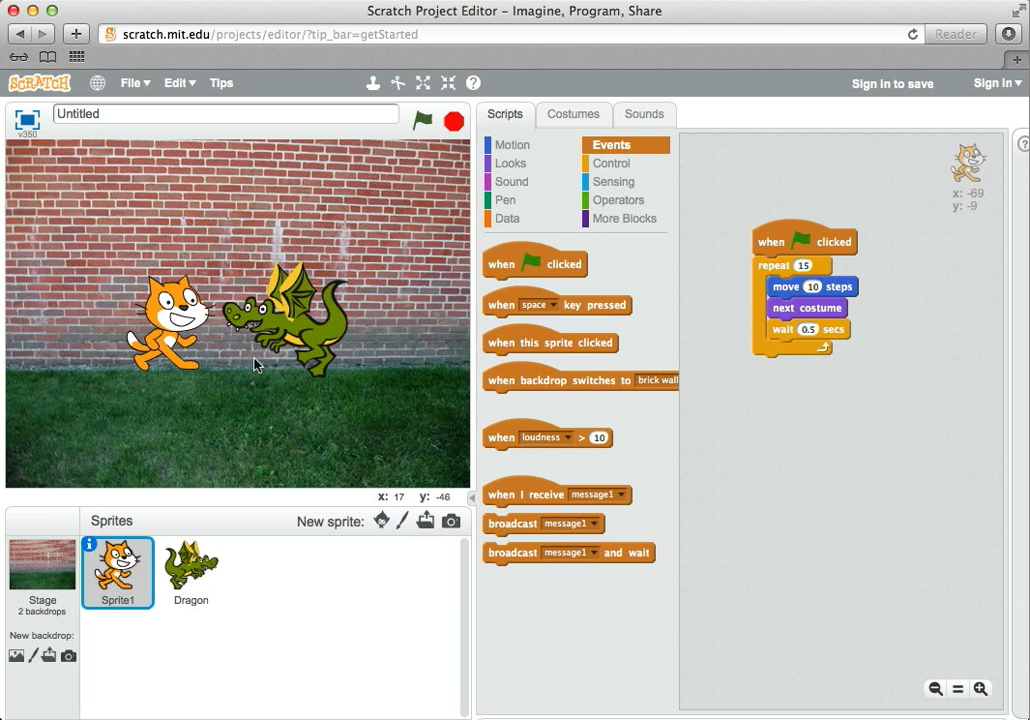 Scratch Project Editor – Imagine, Program, Share
scratch.mit.edu/projects/editor/?tip_bar=getStarted
Reader
SCRATCH
File
Edit
Tips
Sign in to save
Sign in
Untitled
v350
Scripts
Costumes
Sounds
Motion
Events
Looks
Control
Sound
Sensing
Pen
Operators
Data
More Blocks
x: -69
y: -9
when clicked
when space key pressed
when this sprite clicked
when backdrop switches to brick wall
when loudness > 10
when I receive message1
broadcast message1
broadcast message1 and wait
when clicked
repeat 15
move 10 steps
next costume
wait 0.5 secs
x: 17 y: -46
Sprites
New sprite:
Stage
2 backdrops
New backdrop:
Sprite1
Dragon